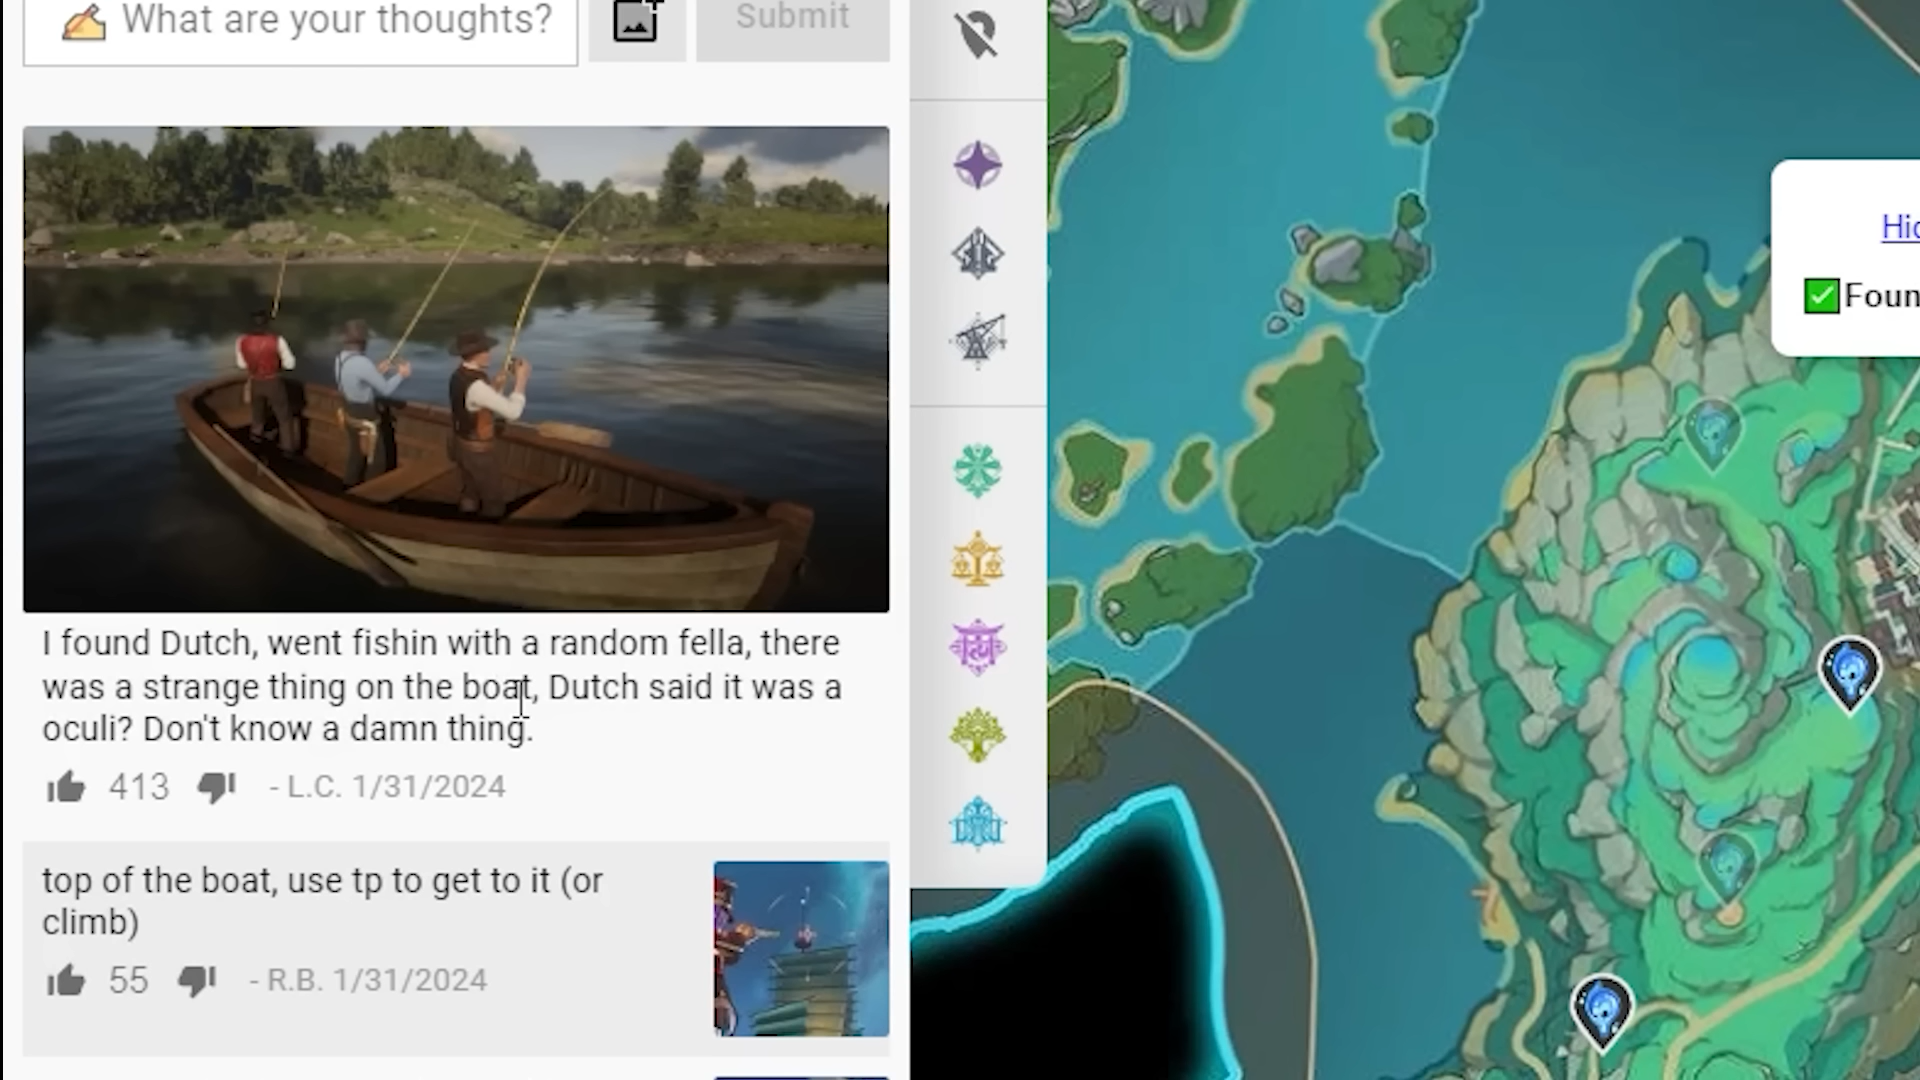 What are your thoughts?
Submit
I found Dutch, went fishin with a random fella, there
was a strange thing on the boat, Dutch said it was a
oculi? Don't know a damn thing.
413
- L.C. 1/31/2024
top of the boat, use tp to get to it (or
climb)
55
- R.B. 1/31/2024
Hid
Foun